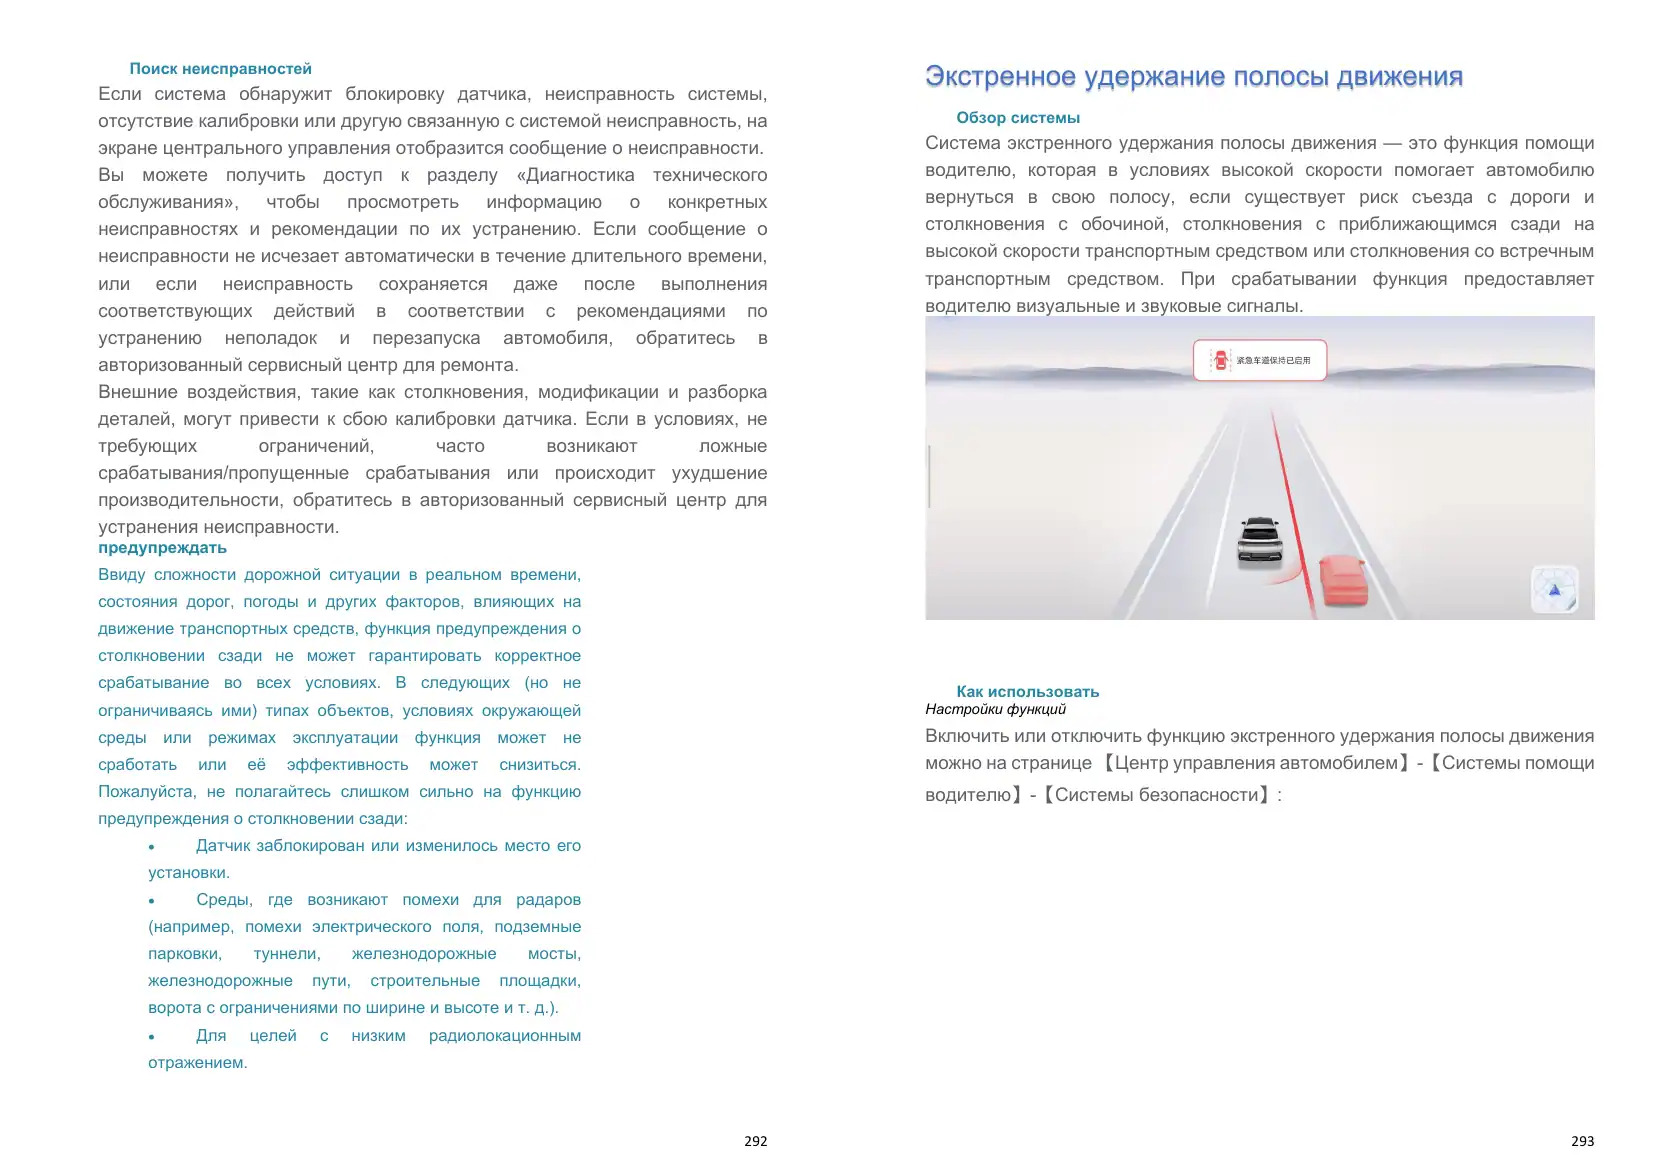 Поиск неисправностей
Если система обнаружит блокировку датчика, неисправность системы,
отсутствие калибровки или другую связанную с системой неисправность, на
экране центрального управления отобразится сообщение о неисправности.
Вы можете получить доступ к разделу «Диагностика технического
обслуживания», чтобы просмотреть информацию о конкретных
неисправностях и рекомендации по их устранению. Если сообщение о
неисправности не исчезает автоматически в течение длительного времени,
или если неисправность сохраняется даже после выполнения
соответствующих действий в соответствии с рекомендациями по
устранению неполадок и перезапуска автомобиля, обратитесь в
авторизованный сервисный центр для ремонта.
Внешние воздействия, такие как столкновения, модификации и разборка
деталей, могут привести к сбою калибровки датчика. Если в условиях, не
требующих ограничений, часто возникают ложные
срабатывания/пропущенные срабатывания или происходит ухудшение
производительности, обратитесь в авторизованный сервисный центр для
устранения неисправности.
предупреждать
Ввиду сложности дорожной ситуации в реальном времени,
состояния дорог, погоды и других факторов, влияющих на
движение транспортных средств, функция предупреждения о
столкновении сзади не может гарантировать корректное
срабатывание во всех условиях. В следующих (но не
ограничиваясь ими) типах объектов, условиях окружающей
среды или режимах эксплуатации функция может не
сработать или её эффективность может снизиться.
Пожалуйста, не полагайтесь слишком сильно на функцию
предупреждения о столкновении сзади:
• Датчик заблокирован или изменилось место его
установки.
• Среды, где возникают помехи для радаров
(например, помехи электрического поля, подземные
парковки, туннели, железнодорожные мосты,
железнодорожные пути, строительные площадки,
ворота с ограничениями по ширине и высоте и т. д.).
• Для целей с низким радиолокационным
отражением.
292
Экстренное удержание полосы движения
Обзор системы
Система экстренного удержания полосы движения — это функция помощи
водителю, которая в условиях высокой скорости помогает автомобилю
вернуться в свою полосу, если существует риск съезда с дороги и
столкновения с обочиной, столкновения с приближающимся сзади на
высокой скорости транспортным средством или столкновения со встречным
транспортным средством. При срабатывании функция предоставляет
водителю визуальные и звуковые сигналы.
紧急车道保持已启用
Как использовать
Настройки функций
Включить или отключить функцию экстренного удержания полосы движения
можно на странице 【Центр управления автомобилем】-【Системы помощи
водителю】-【Системы безопасности】:
293